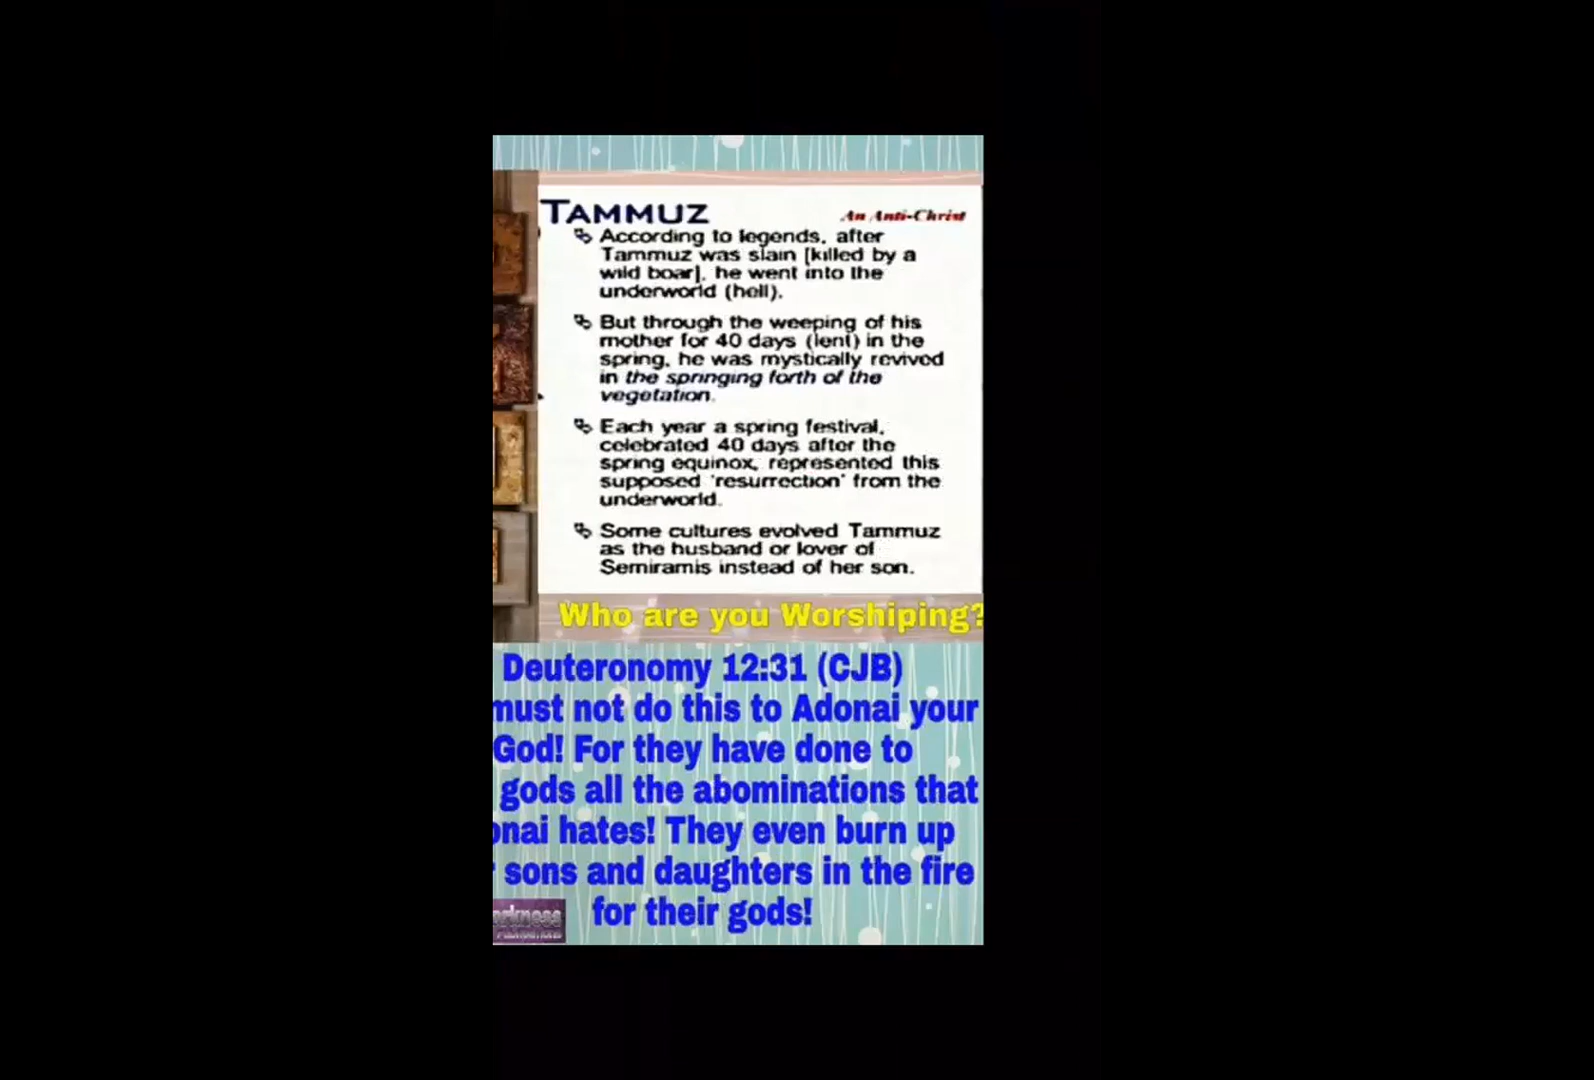 TAMMUZ
An Anti-Christ
According to legends, after
Tammuz was slain [killed by a
wild boar], he went into the
underworld (hell).
But through the weeping of his
mother for 40 days (lent) in the
spring, he was mystically revived
in the springing forth of the
vegetation.
Each year a spring festival,
celebrated 40 days after the
spring equinox, represented this
supposed 'resurrection' from the
underworld.
Some cultures evolved Tammuz
as the husband or lover of
Semiramis instead of her son.
Who are you Worshiping?
Deuteronomy 12:31 (CJB)
must not do this to Adonai your
God! For they have done to
gods all the abominations that
onai hates! They even burn up
sons and daughters in the fire
for their gods!